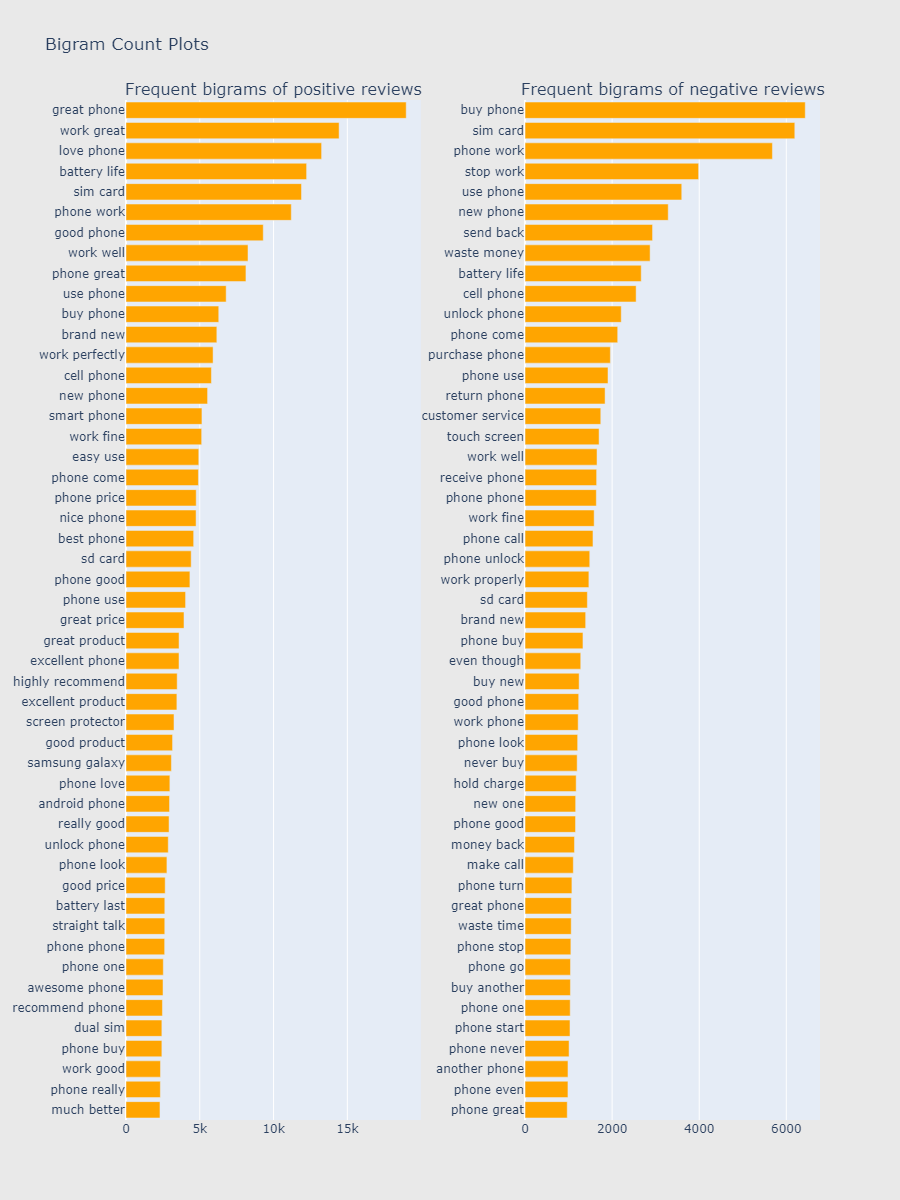 Bigram Count Plots
Frequent bigrams of positive reviews
great phone
work great
love phone
battery life
sim card
phone work
good phone
work well
phone great
use phone
buy phone
brand new
work perfectly
cell phone
new phone
smart phone
work fine
easy use
phone come
phone price
nice phone
best phone
sd card
phone good
phone use
great price
great product
excellent phone
highly recommend
excellent product
screen protector
good product
samsung galaxy
phone love
android phone
really good
unlock phone
phone look
good price
battery last
straight talk
phone phone
phone one
awesome phone
recommend phone
dual sim
phone buy
work good
phone really
much better
0 5k 10k 15k
Frequent bigrams of negative reviews
buy phone
sim card
phone work
stop work
use phone
new phone
send back
waste money
battery life
cell phone
unlock phone
phone come
purchase phone
phone use
return phone
customer service
touch screen
work well
receive phone
phone phone
work fine
phone call
phone unlock
work properly
sd card
brand new
phone buy
even though
buy new
good phone
work phone
phone look
never buy
hold charge
new one
phone good
money back
make call
phone turn
great phone
waste time
phone stop
phone go
buy another
phone one
phone start
phone never
another phone
phone even
phone great
0 2000 4000 6000